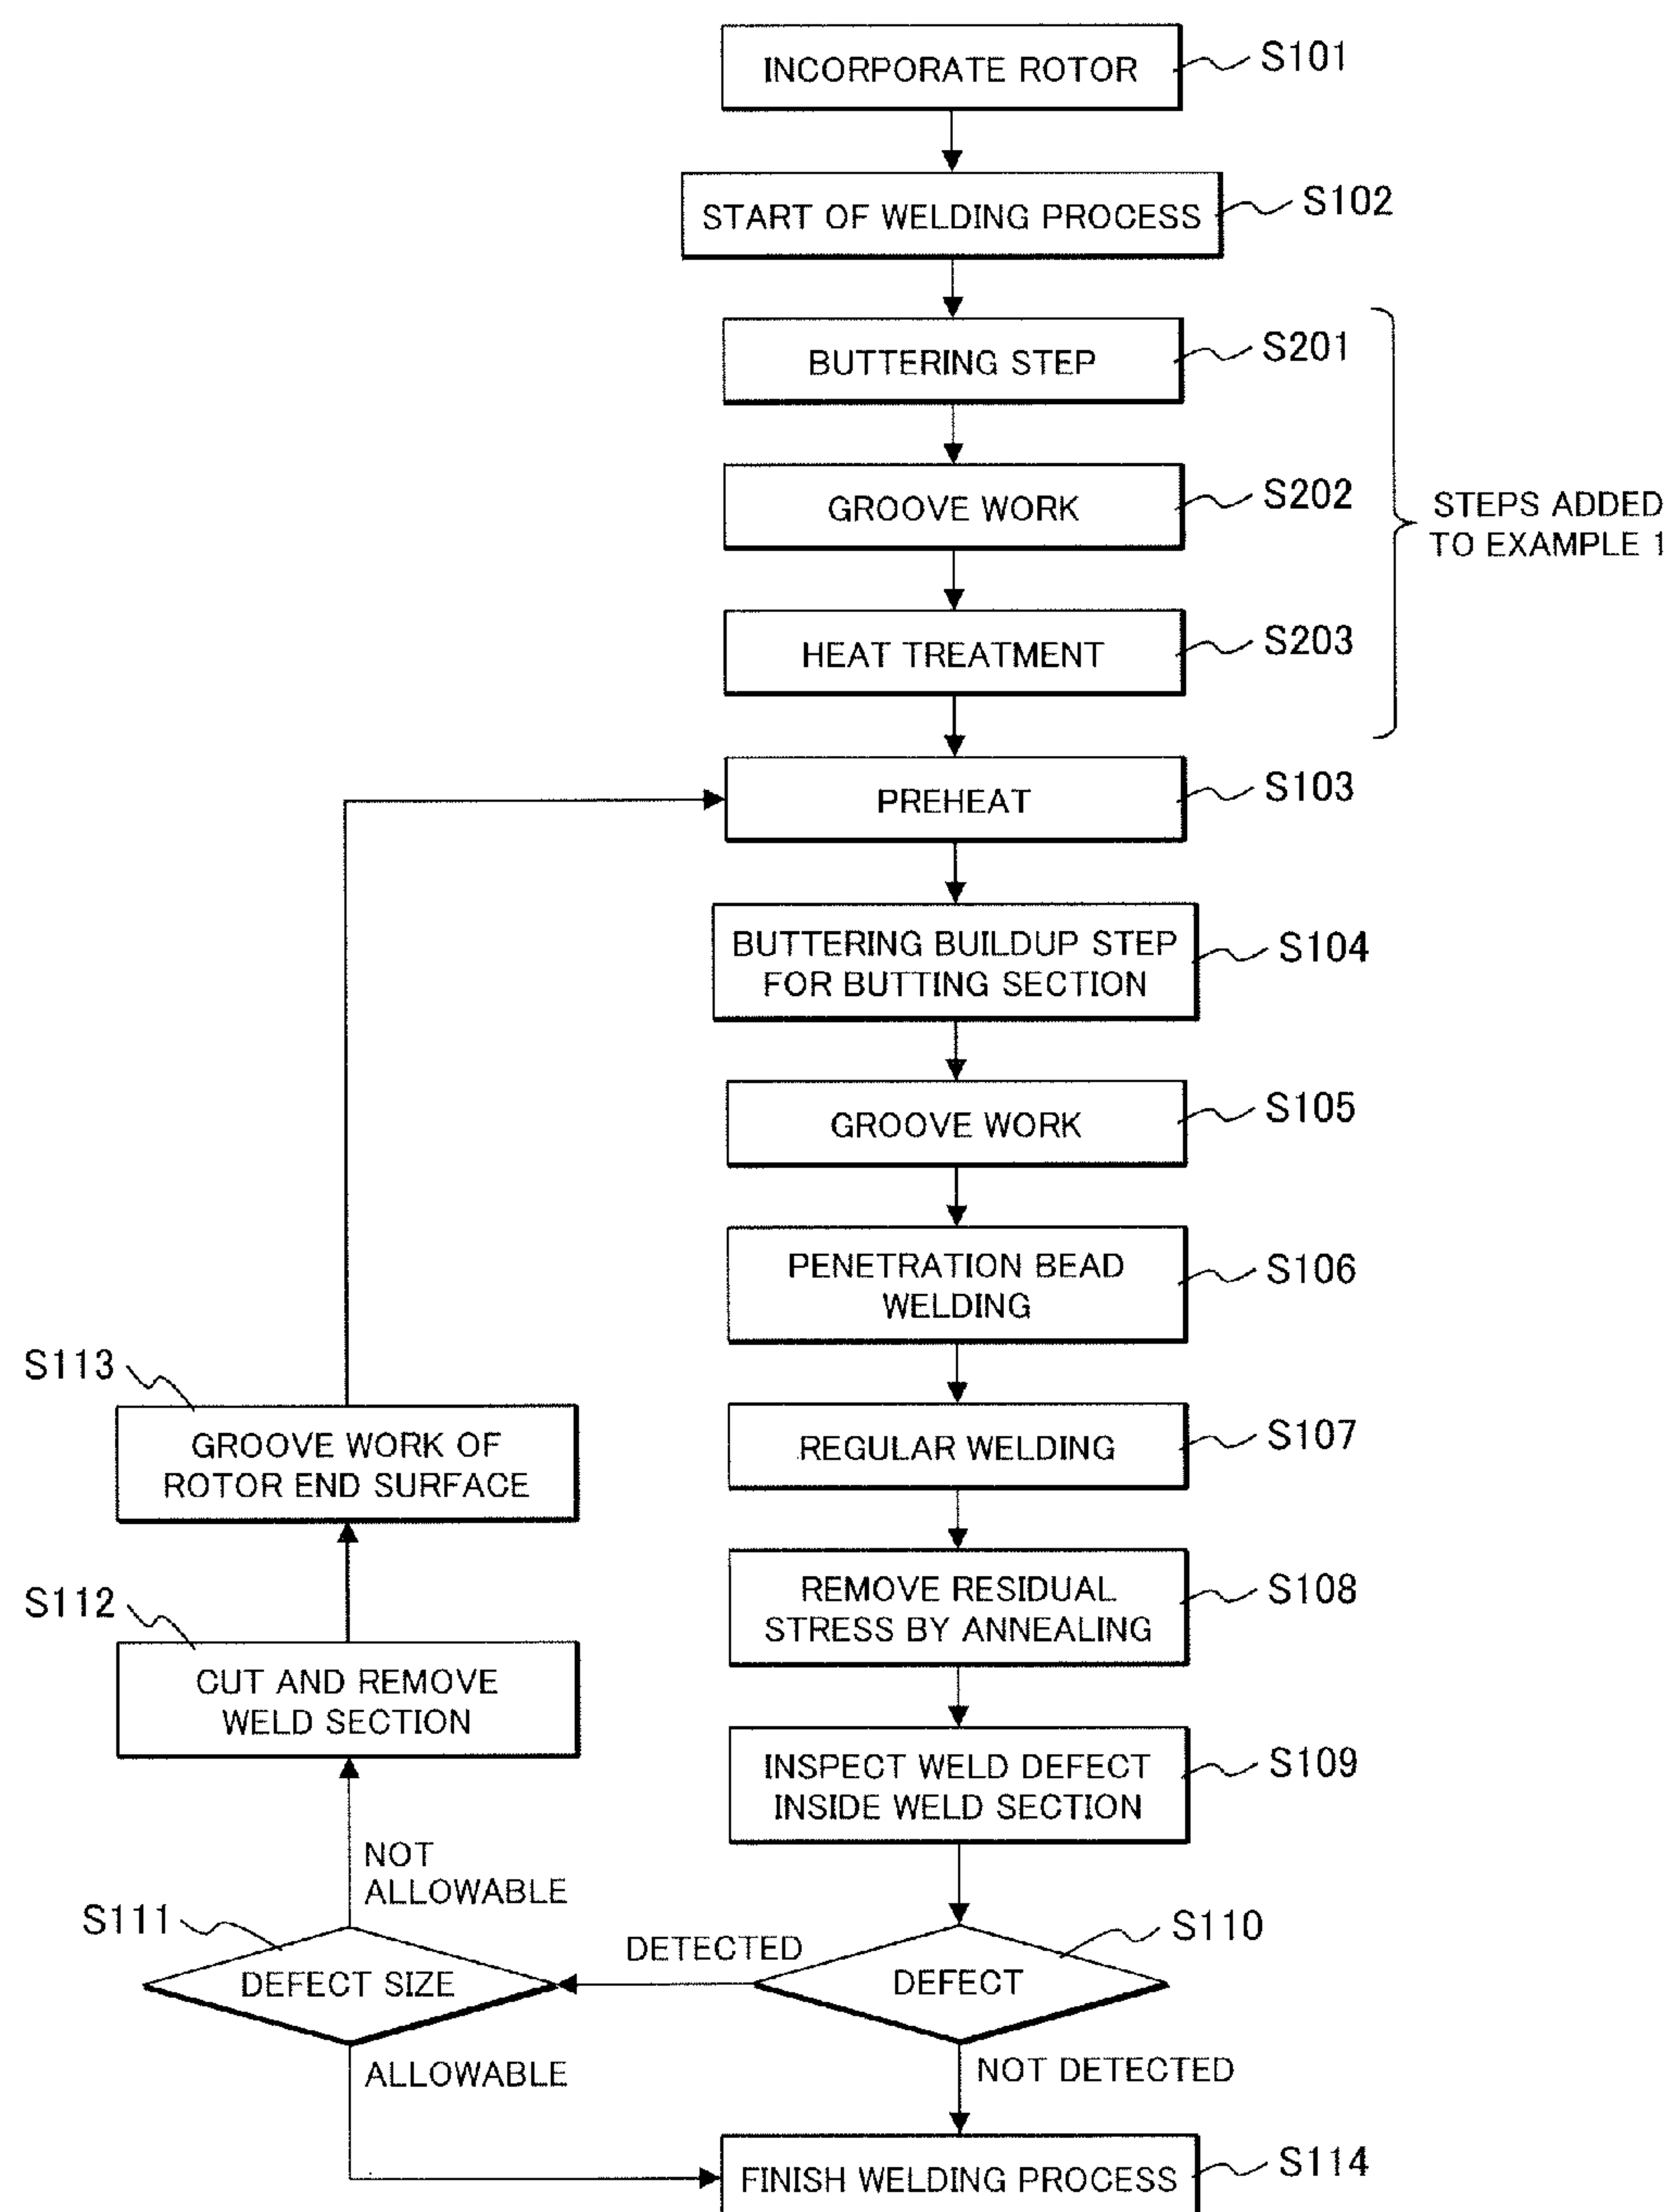 INCORPORATE ROTOR
S101
START OF WELDING PROCESS
S102
BUTTERING STEP
S201
GROOVE WORK
S202
HEAT TREATMENT
S203
STEPS ADDED
TO EXAMPLE 1
PREHEAT
S103
BUTTERING BUILDUP STEP
FOR BUTTING SECTION
S104
GROOVE WORK
S105
PENETRATION BEAD
WELDING
S106
REGULAR WELDING
S107
REMOVE RESIDUAL
STRESS BY ANNEALING
S108
INSPECT WELD DEFECT
INSIDE WELD SECTION
S109
DEFECT
S110
DETECTED
NOT DETECTED
S111
DEFECT SIZE
NOT
ALLOWABLE
ALLOWABLE
S112
CUT AND REMOVE
WELD SECTION
S113
GROOVE WORK OF
ROTOR END SURFACE
FINISH WELDING PROCESS
S114